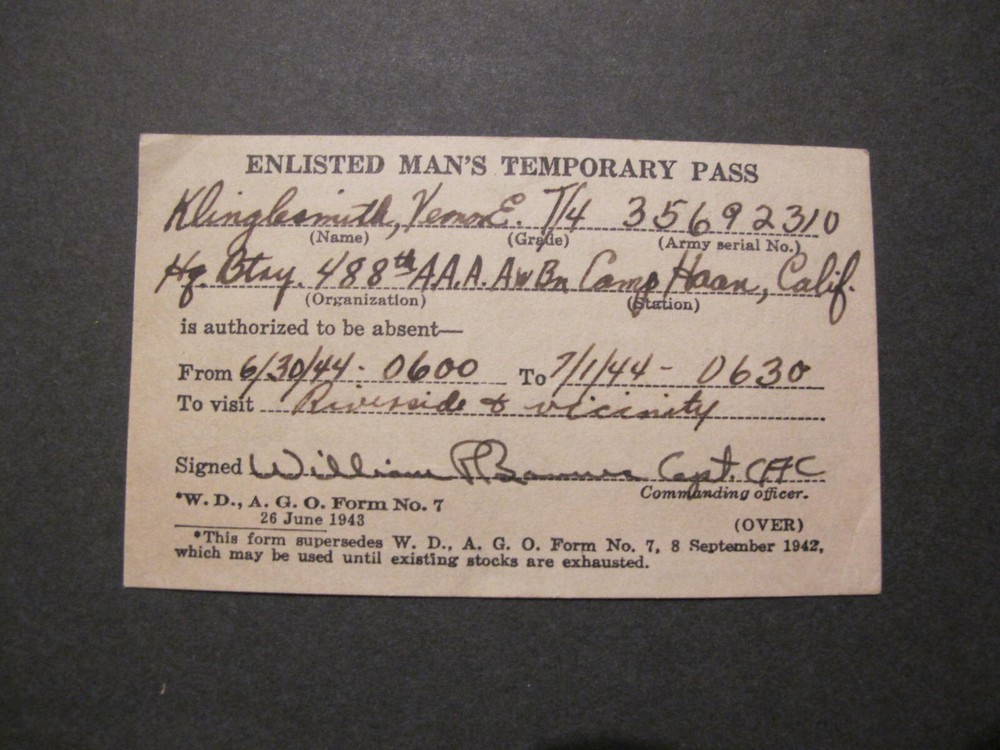 ENLISTED MAN'S TEMPORARY PASS
Klinglesmith, Vernon E. T/4 35692310
(Name) (Grade) (Army serial No.)
Hq. Btry. 488th A.A.A. Aw Bn Camp Haan, Calif.
(Organization) (Station)
is authorized to be absent—
From 6/30/44 - 0600 To 7/1/44 - 0630
To visit Riverside & vicinity
Signed William R Capt. CAC
Commanding officer.
*W. D., A. G. O. Form No. 7
26 June 1943
(OVER)
*This form supersedes W. D., A. G. O. Form No. 7, 8 September 1942,
which may be used until existing stocks are exhausted.